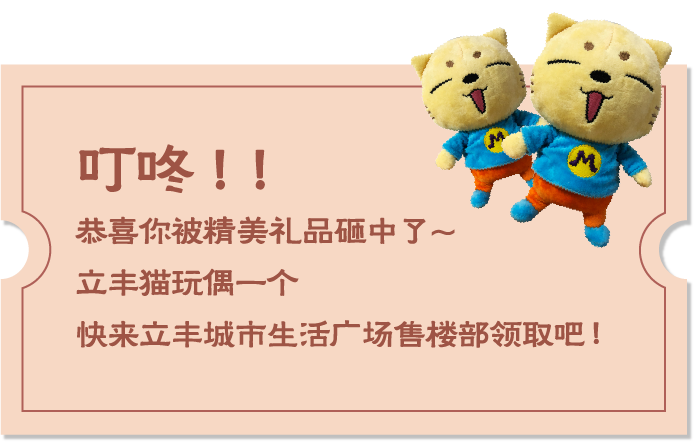 叮咚！！
恭喜你被精美礼品砸中了~
立丰猫玩偶一个
快来立丰城市生活广场售楼部领取吧！
M
M